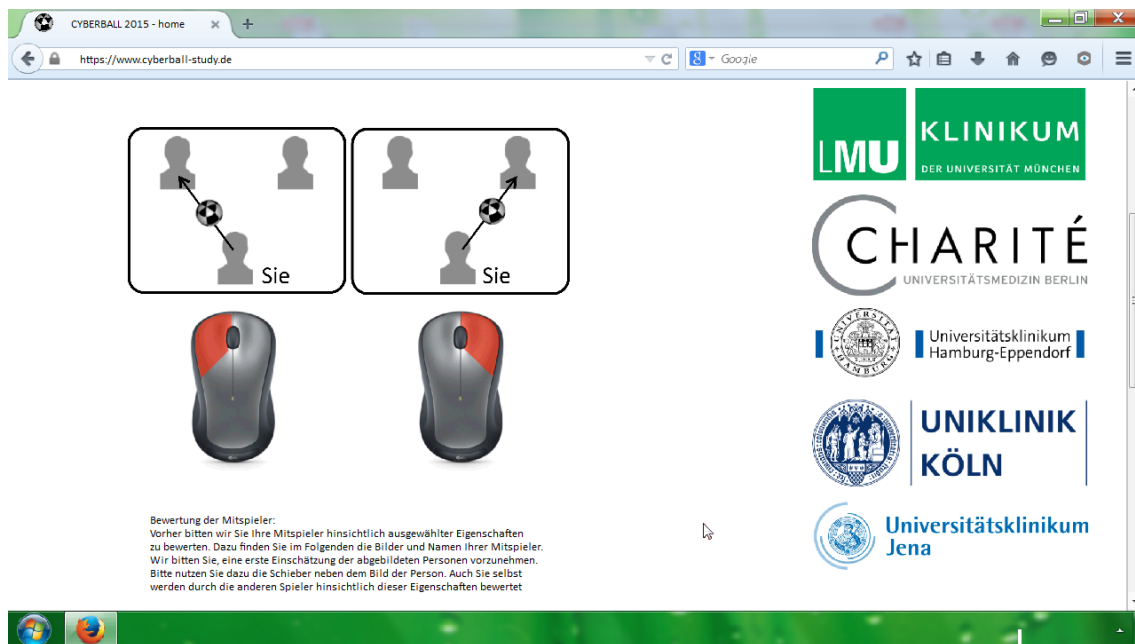 CYBERBALL 2015 - home
https://www.cyberball-study.de
Google
Sie
Sie
Bewertung der Mitspieler:
Vorher bitten wir Sie Ihre Mitspieler hinsichtlich ausgewählter Eigenschaften
zu bewerten. Dazu finden Sie im Folgenden die Bilder und Namen Ihrer Mitspieler.
Wir bitten Sie, eine erste Einschätzung der abgebildeten Personen vorzunehmen.
Bitte nutzen Sie dazu die Schieber neben dem Bild der Person. Auch Sie selbst
werden durch die anderen Spieler hinsichtlich dieser Eigenschaften bewertet
LMU
KLINIKUM
DER UNIVERSITÄT MÜNCHEN
CHARITÉ
UNIVERSITÄTSMEDIZIN BERLIN
UNIVERSITÄT
HAMBURG
Universitätsklinikum
Hamburg-Eppendorf
UNIKLINIK
KÖLN
Universitätsklinikum
Jena